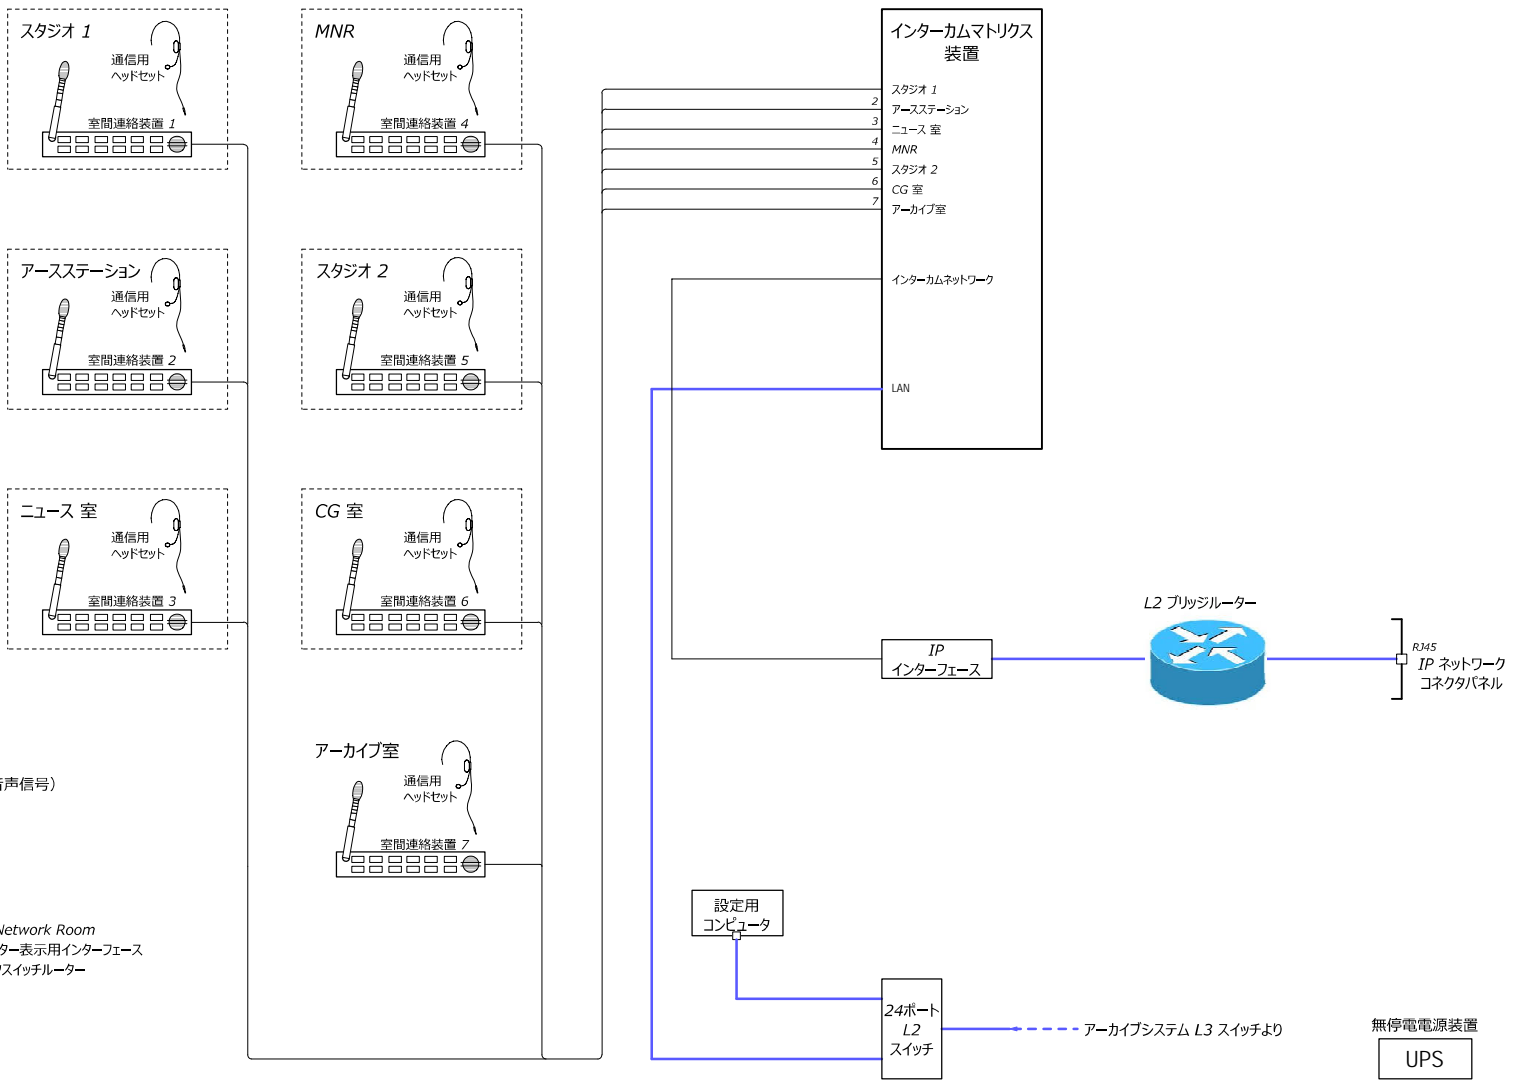 スタジオ 1
通信用
ヘッドセット
室間連絡装置 1
MNR
通信用
ヘッドセット
室間連絡装置 4
アースステーション
通信用
ヘッドセット
室間連絡装置 2
スタジオ 2
通信用
ヘッドセット
室間連絡装置 5
ニュース 室
通信用
ヘッドセット
室間連絡装置 3
CG 室
通信用
ヘッドセット
室間連絡装置 6
アーカイブ室
通信用
ヘッドセット
室間連絡装置 7
インターカムマトリクス
装置
スタジオ 1
2
アースステーション
3
ニュース 室
4
MNR
5
スタジオ 2
6
CG 室
7
アーカイブ室
インターカムネットワーク
LAN
IP
インターフェース
L2 ブリッジルーター
RJ45
IP ネットワーク
コネクタパネル
声信号)
Network Room
ター表示用インターフェース
スイッチルーター
設定用
コンピュータ
24ポート
L2
スイッチ
アーカイブシステム L3 スイッチより
無停電電源装置
UPS